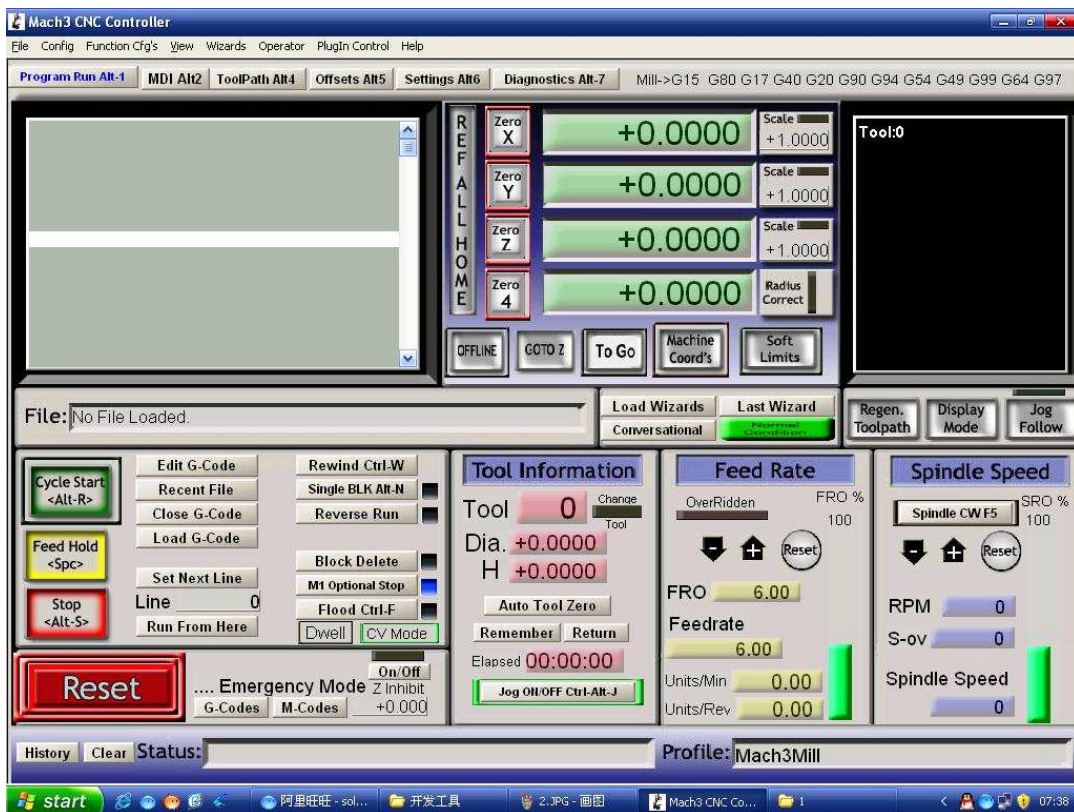 Mach3 CNC Controller
File Config Function Cfg's View Wizards Operator PlugIn Control Help
Program Run Alt-1 MDI Alt2 ToolPath Alt4 Offsets Alt5 Settings Alt6 Diagnostics Alt-7 Mill->G15 G80 G17 G40 G20 G90 G94 G54 G49 G99 G64 G97
REF ALL HOME
Zero X +0.0000 Scale +1.0000
Zero Y +0.0000 Scale +1.0000
Zero Z +0.0000 Scale +1.0000
Zero 4 +0.0000 Radius Correct
OFFLINE GOTO Z To Go Machine Coord's Soft Limits
Tool:0
File: No File Loaded.
Load Wizards Last Wizard
Conversational Normal Condition
Regen. Toolpath Display Mode Jog Follow
Cycle Start <Alt-R>
Feed Hold <Spc>
Stop <Alt-S>
Edit G-Code
Recent File
Close G-Code
Load G-Code
Set Next Line
Line 0
Run From Here
Rewind Ctrl-W
Single BLK Alt-N
Reverse Run
Block Delete
M1 Optional Stop
Flood Ctrl-F
Dwell CV Mode
Reset
.... Emergency Mode
G-Codes M-Codes
On/Off
Z Inhibit
+0.000
Tool Information
Tool 0 Change Tool
Dia. +0.0000
H +0.0000
Auto Tool Zero
Remember Return
Elapsed 00:00:00
Jog ON/OFF Ctrl-Alt-J
Feed Rate
OverRidden FRO % 100
Reset
FRO 6.00
Feedrate
6.00
Units/Min 0.00
Units/Rev 0.00
Spindle Speed
Spindle CW F5 SRO % 100
Reset
RPM 0
S-ov 0
Spindle Speed
0
History Clear Status: Profile: Mach3Mill
start 阿里旺旺 - sol... 开发工具 2.JPG - 画图 Mach3 CNC Co... 1 07:38